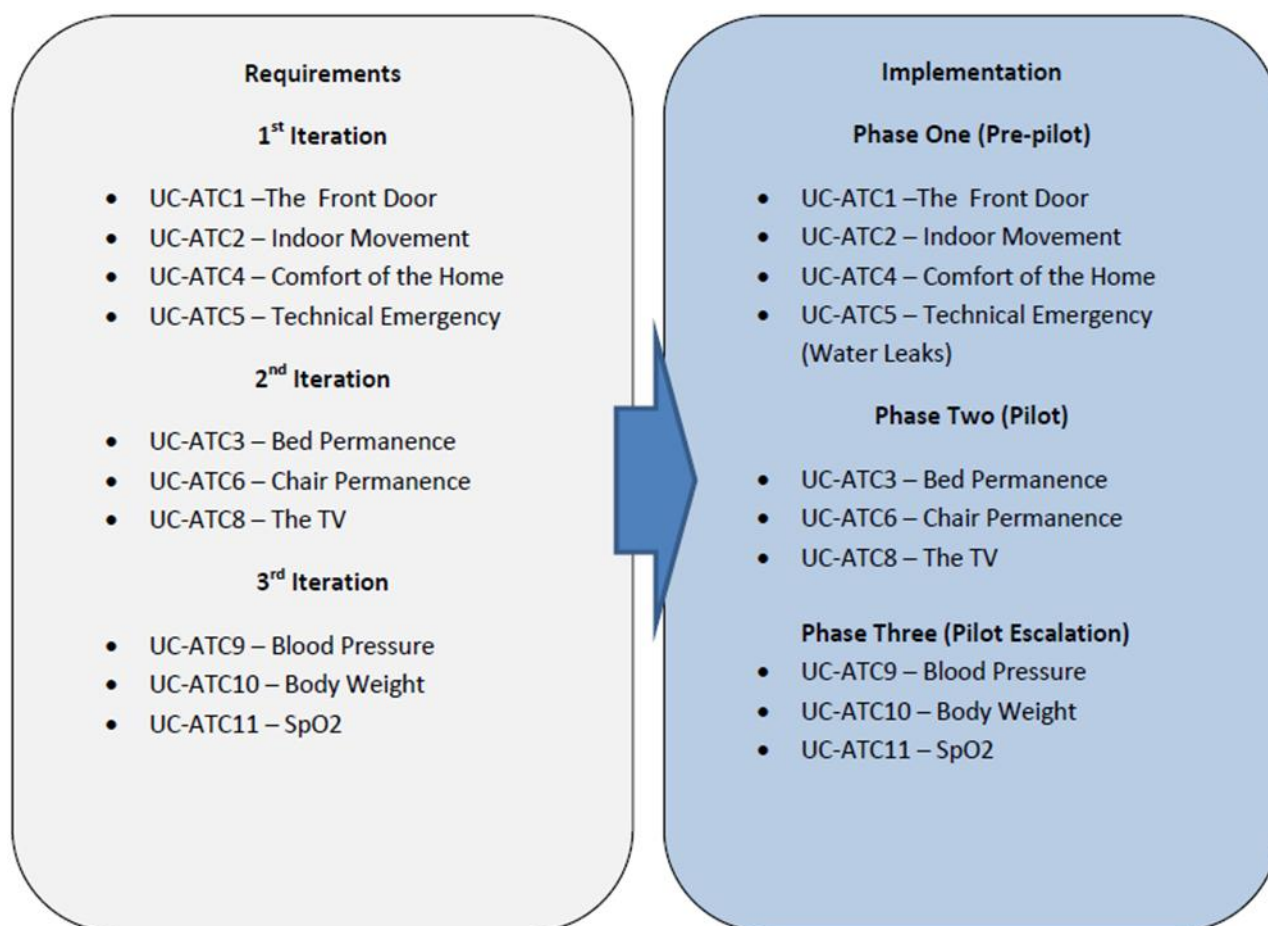 Requirements
1st Iteration
• UC-ATC1 –The Front Door
• UC-ATC2 – Indoor Movement
• UC-ATC4 – Comfort of the Home
• UC-ATC5 – Technical Emergency
2nd Iteration
• UC-ATC3 – Bed Permanence
• UC-ATC6 – Chair Permanence
• UC-ATC8 – The TV
3rd Iteration
• UC-ATC9 – Blood Pressure
• UC-ATC10 – Body Weight
• UC-ATC11 – SpO2
Implementation
Phase One (Pre-pilot)
• UC-ATC1 –The Front Door
• UC-ATC2 – Indoor Movement
• UC-ATC4 – Comfort of the Home
• UC-ATC5 – Technical Emergency
(Water Leaks)
Phase Two (Pilot)
• UC-ATC3 – Bed Permanence
• UC-ATC6 – Chair Permanence
• UC-ATC8 – The TV
Phase Three (Pilot Escalation)
• UC-ATC9 – Blood Pressure
• UC-ATC10 – Body Weight
• UC-ATC11 – SpO2